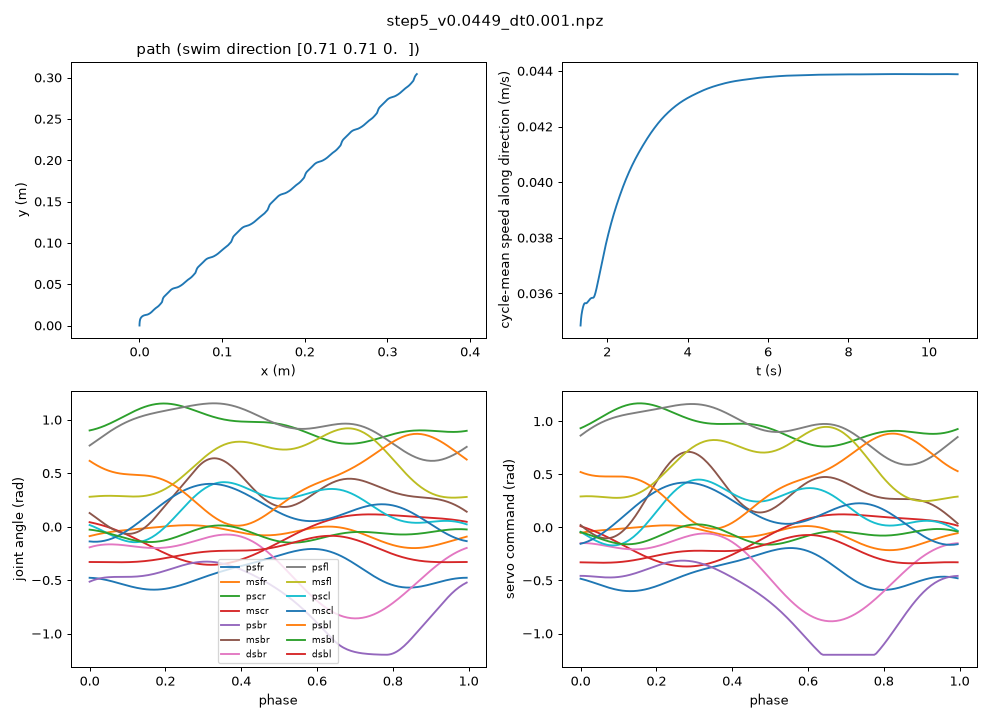 step5_v0.0449_dt0.001.npz
path (swim direction [0.71 0.71 0.  ])
0.30
0.25
0.20
0.15
0.10
0.05
0.00
y (m)
0.0 0.1 0.2 0.3 0.4
x (m)
0.044
0.042
0.040
0.038
0.036
cycle-mean speed along direction (m/s)
2 4 6 8 10
t (s)
1.0
0.5
0.0
−0.5
−1.0
joint angle (rad)
psfr psfl
msfr msfl
pscr pscl
mscr mscl
psbr psbl
msbr msbl
dsbr dsbl
0.0 0.2 0.4 0.6 0.8 1.0
phase
1.0
0.5
0.0
−0.5
−1.0
servo command (rad)
0.0 0.2 0.4 0.6 0.8 1.0
phase